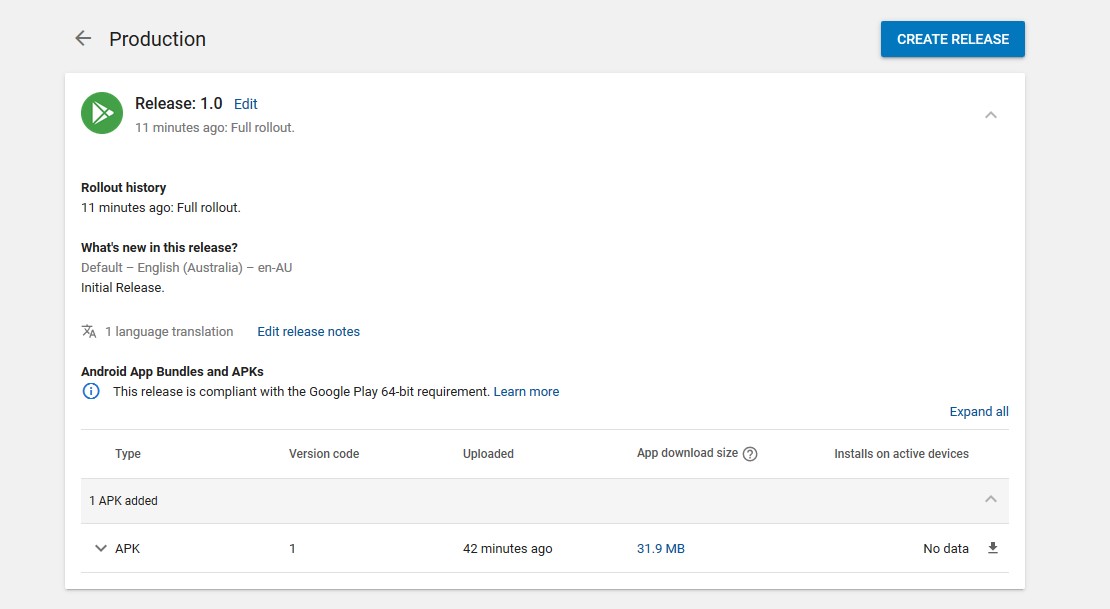 Production
CREATE RELEASE
Release: 1.0 Edit
11 minutes ago: Full rollout.
Rollout history
11 minutes ago: Full rollout.
What's new in this release?
Default – English (Australia) – en-AU
Initial Release.
1 language translation Edit release notes
Android App Bundles and APKs
This release is compliant with the Google Play 64-bit requirement. Learn more
Expand all
Type Version code Uploaded App download size Installs on active devices
1 APK added
APK 1 42 minutes ago 31.9 MB No data